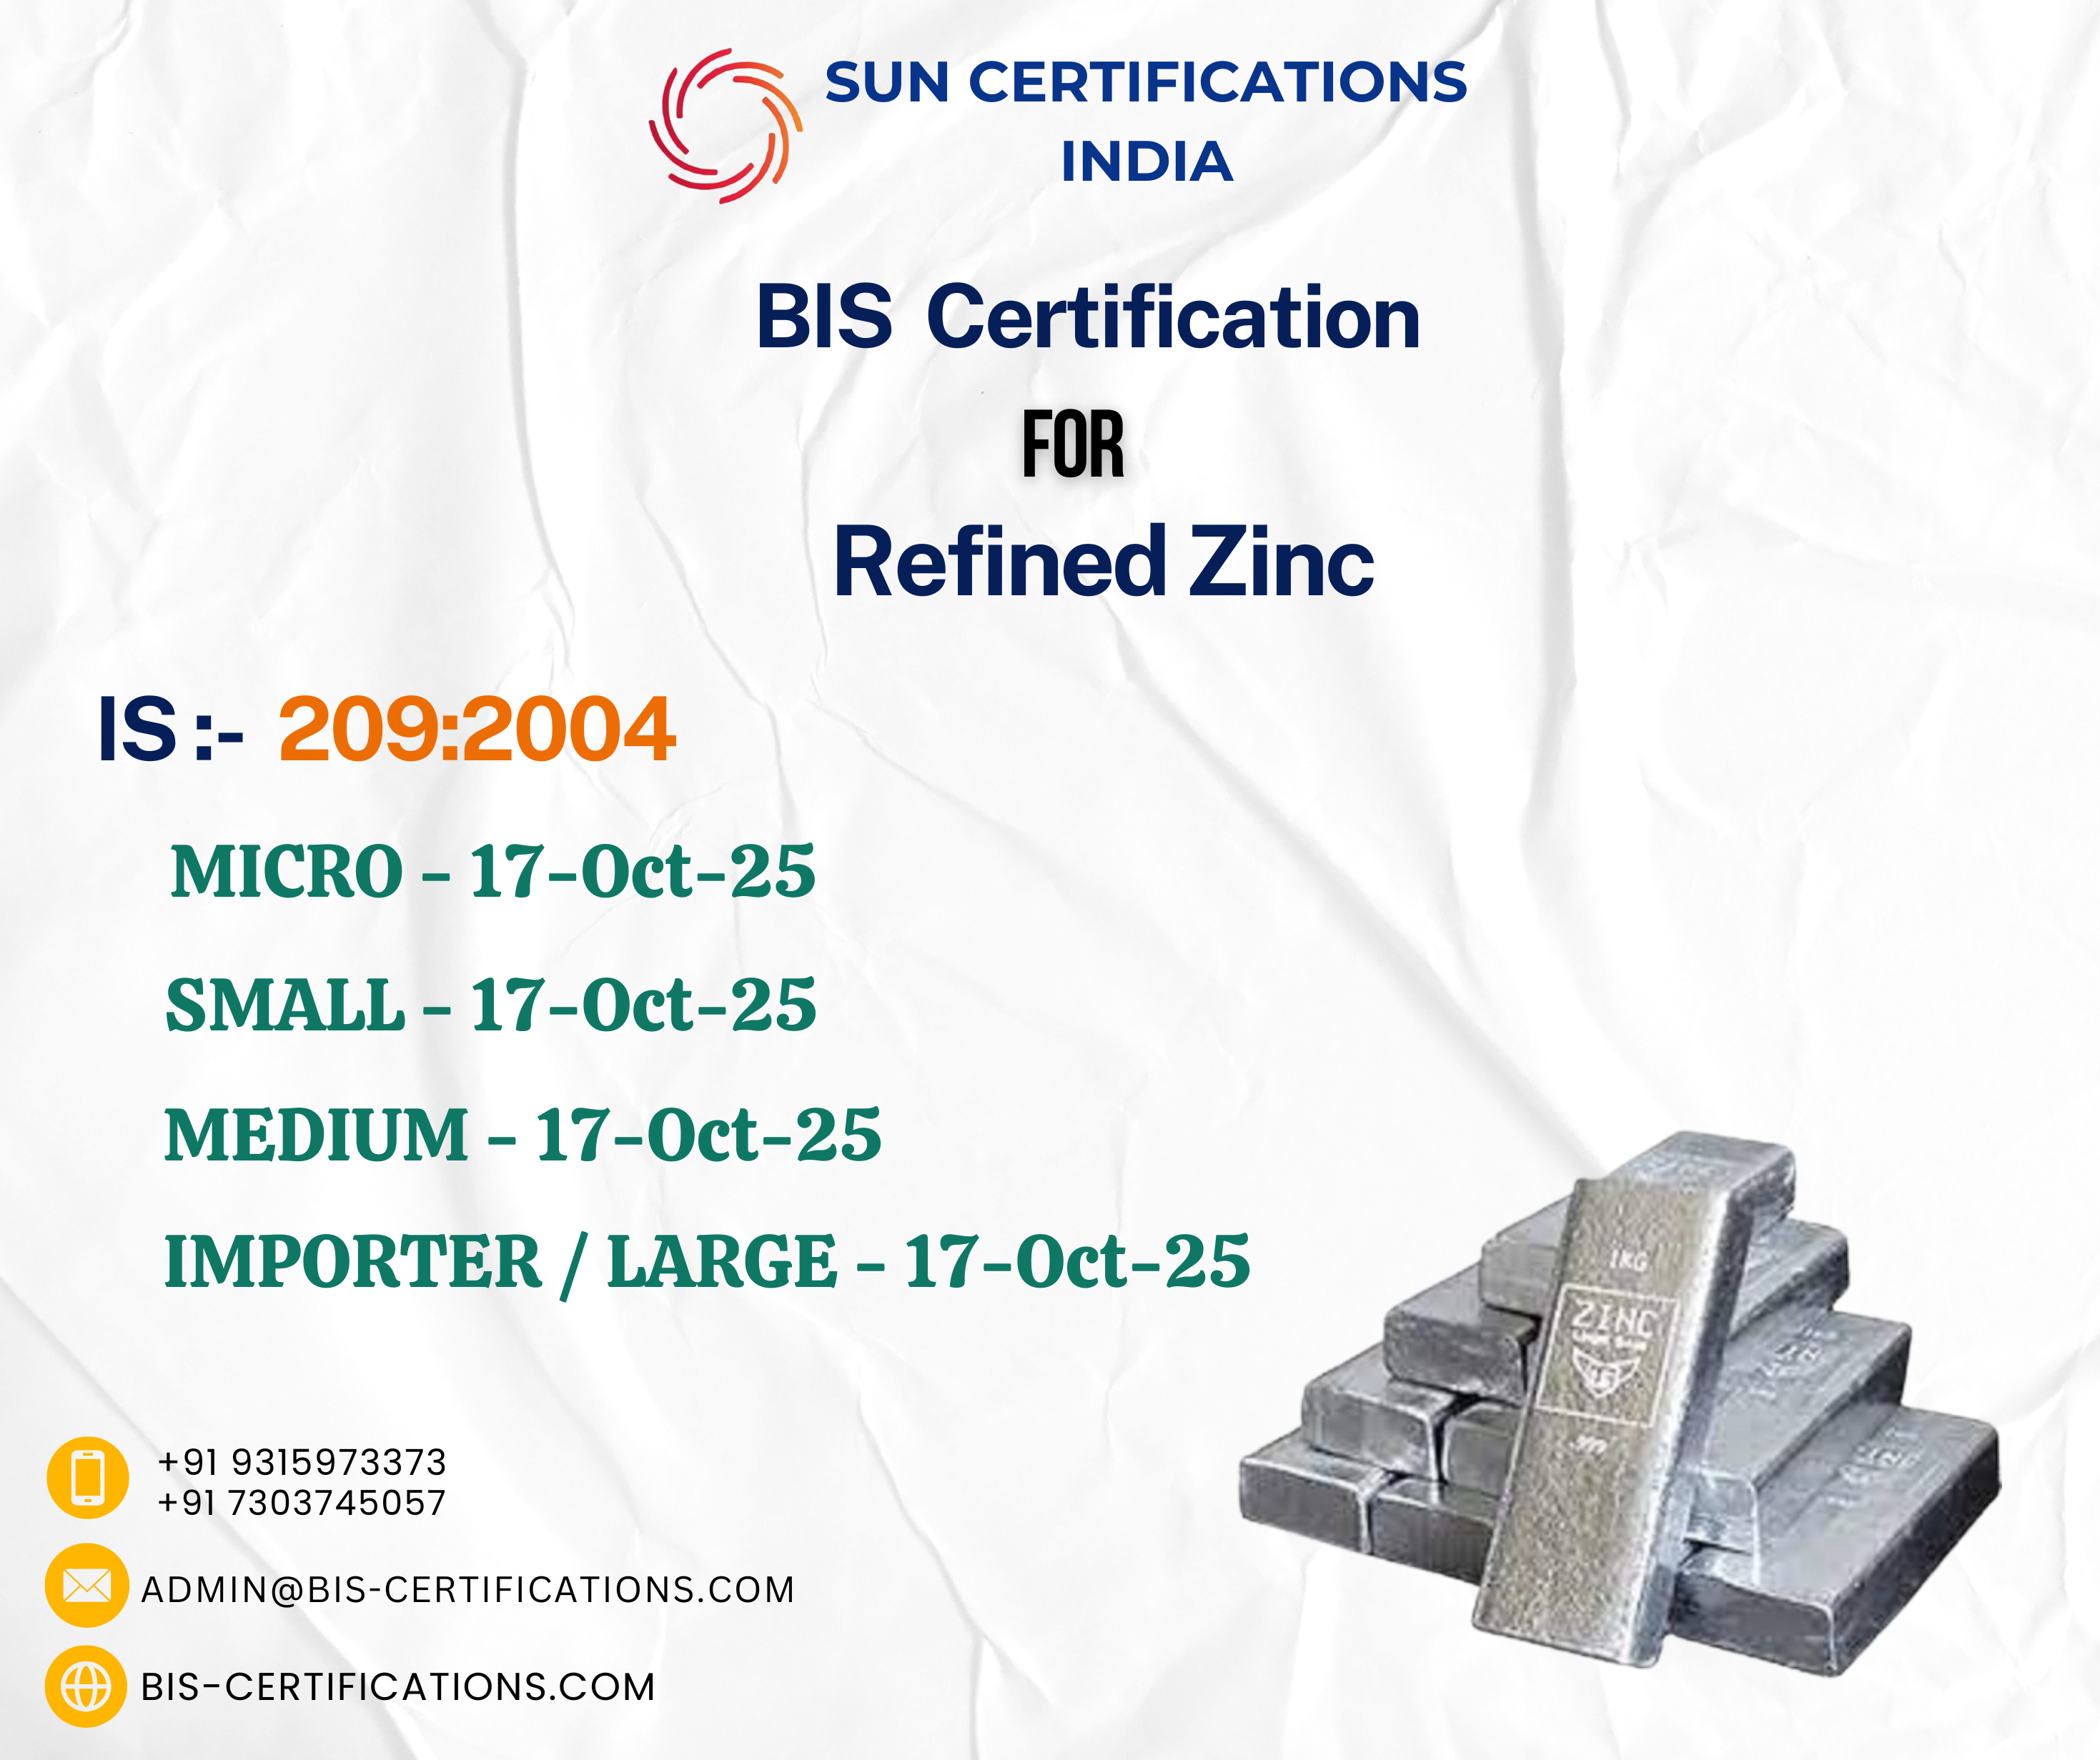 SUN CERTIFICATIONS
INDIA
BIS Certification
FOR
Refined Zinc
IS :- 209:2004
MICRO - 17-Oct-25
SMALL - 17-Oct-25
MEDIUM - 17-Oct-25
IMPORTER / LARGE - 17-Oct-25
1KG
ZINC
+91 9315973373
+91 7303745057
ADMIN@BIS-CERTIFICATIONS.COM
BIS-CERTIFICATIONS.COM